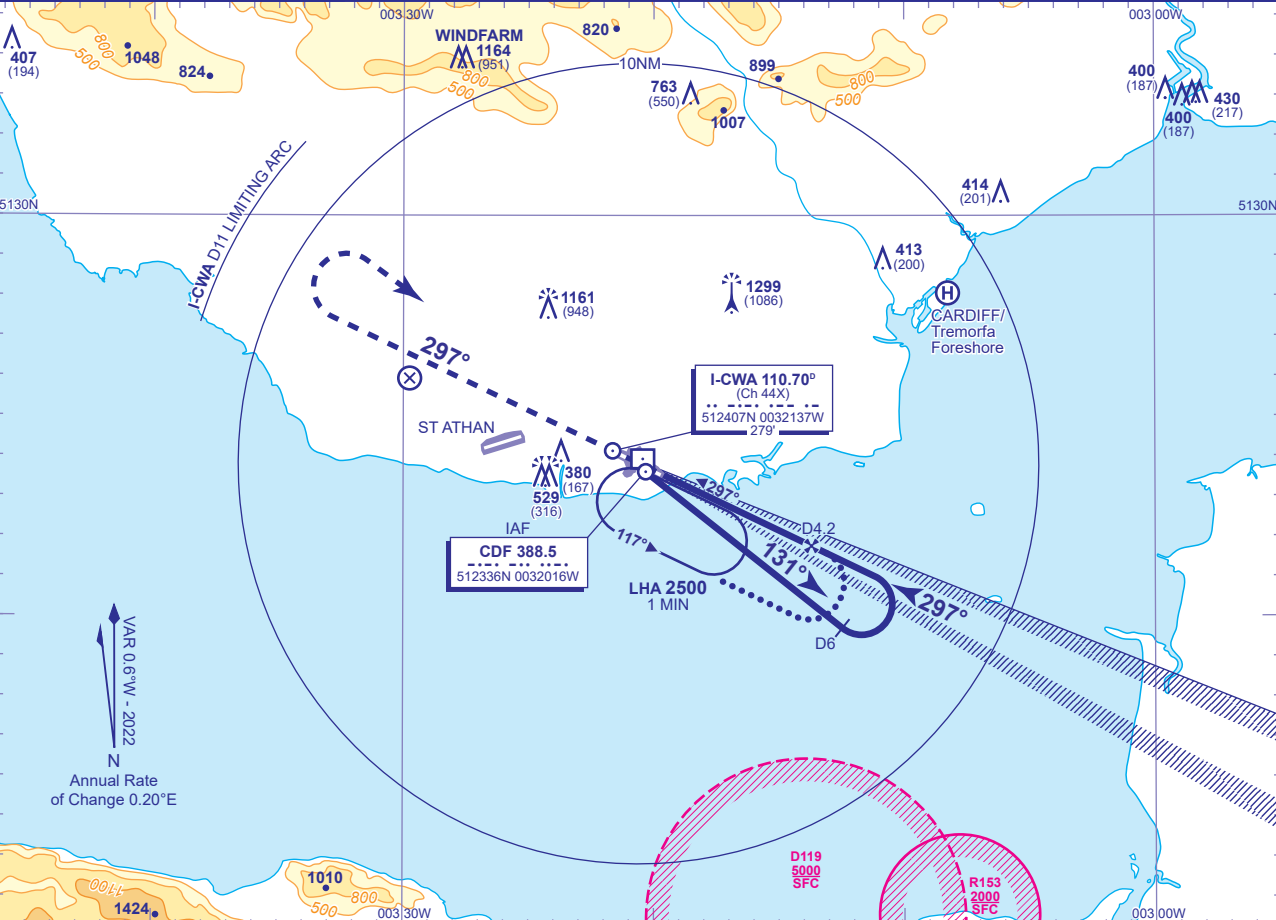 003 30W
003 00W
407
(194)
800
500
1048
824
WINDFARM
1164
(951)
800
500
820
10NM
763
(550)
1007
899
800
500
400
(187)
400
(187)
430
(217)
I-CWA D11 LIMITING ARC
5130N
5130N
414
(201)
413
(200)
H
CARDIFF/
Tremorfa
Foreshore
1161
(948)
1299
(1086)
297°
I-CWA 110.70D
(Ch 44X)
512407N 0032137W
279'
ST ATHAN
380
(167)
529
(316)
297°
IAF
CDF 388.5
512336N 0032016W
117°
D4.2
131°
LHA 2500
1 MIN
297°
D6
VAR 0.6°W - 2022
N
Annual Rate
of Change 0.20°E
D119
5000
SFC
R153
2000
SFC
1100
1424
1010
800
500
003 30W
003 00W